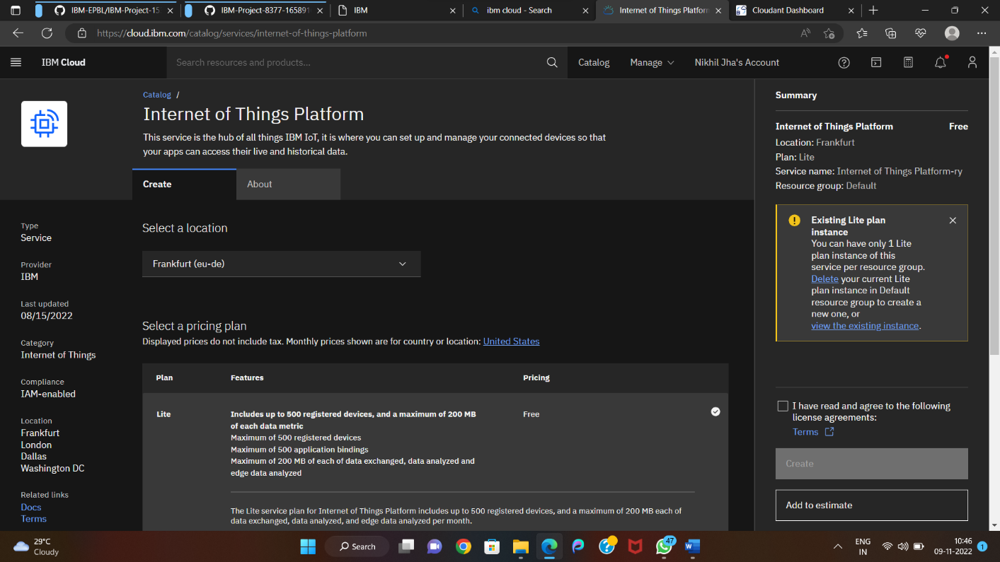 IBM-EPBL/IBM-Project-15
IBM-Project-8377-165891
IBM
ibm cloud - Search
Internet of Things Platform
Cloudant Dashboard
https://cloud.ibm.com/catalog/services/internet-of-things-platform
IBM Cloud
Search resources and products...
Catalog
Manage
Nikhil Jha's Account
Catalog /
Internet of Things Platform
This service is the hub of all things IBM IoT, it is where you can set up and manage your connected devices so that
your apps can access their live and historical data.
Create
About
Type
Service
Provider
IBM
Last updated
08/15/2022
Category
Internet of Things
Compliance
IAM-enabled
Location
Frankfurt
London
Dallas
Washington DC
Related links
Docs
Terms
Select a location
Frankfurt (eu-de)
Select a pricing plan
Displayed prices do not include tax. Monthly prices shown are for country or location: United States
Plan
Features
Pricing
Lite
Includes up to 500 registered devices, and a maximum of 200 MB
of each data metric
Maximum of 500 registered devices
Maximum of 500 application bindings
Maximum of 200 MB of each of data exchanged, data analyzed and
edge data analyzed
Free
The Lite service plan for Internet of Things Platform includes up to 500 registered devices, and a maximum of 200 MB each of
data exchanged, data analyzed, and edge data analyzed per month.
Summary
Internet of Things Platform Free
Location: Frankfurt
Plan: Lite
Service name: Internet of Things Platform-ry
Resource group: Default
Existing Lite plan
instance
You can have only 1 Lite
plan instance of this
service per resource group.
Delete your current Lite
plan instance in Default
resource group to create a
new one, or
view the existing instance.
I have read and agree to the following
license agreements:
Terms
Create
Add to estimate
29°C
Cloudy
Search
47
ENG
IN
10:46
09-11-2022
1